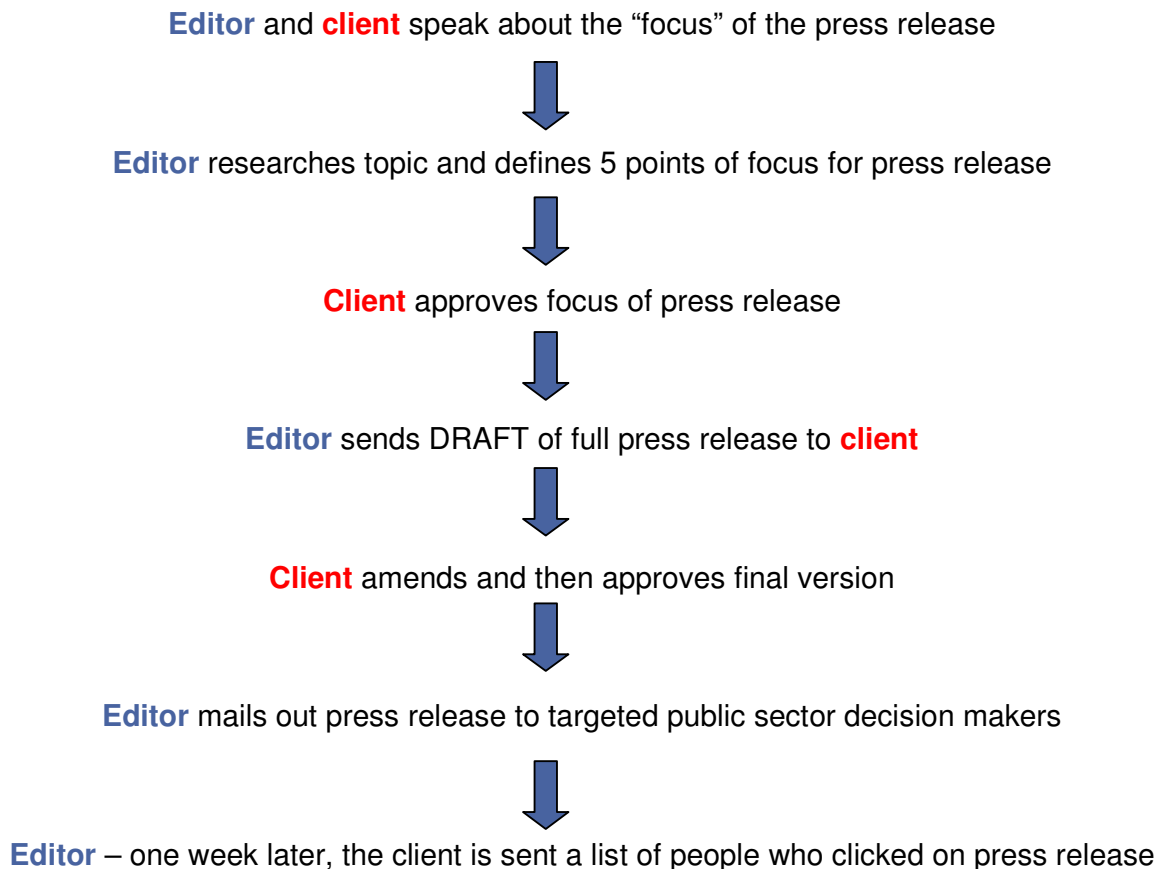 Editor and client speak about the “focus” of the press release
Editor researches topic and defines 5 points of focus for press release
Client approves focus of press release
Editor sends DRAFT of full press release to client
Client amends and then approves final version
Editor mails out press release to targeted public sector decision makers
Editor – one week later, the client is sent a list of people who clicked on press release